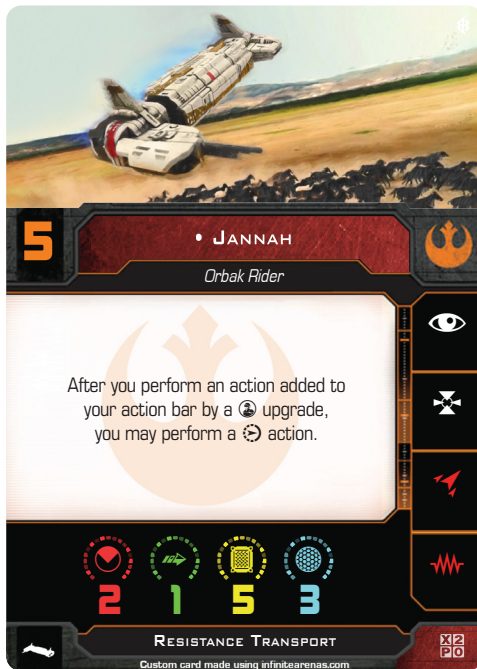 5
• Jannah
Orbak Rider
After you perform an action added to
your action bar by a upgrade,
you may perform a action.
2 1 5 3
Resistance Transport
X2
PO
Custom card made using infinitearenas.com